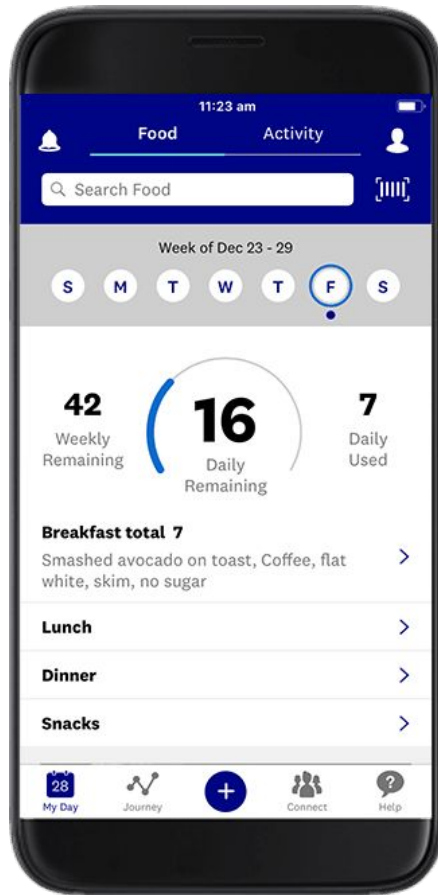 11:23 am
Food Activity
Search Food
Week of Dec 23 - 29
S M T W T F S
42 16 7
Weekly Daily
Remaining Daily Used
Remaining
Breakfast total 7
Smashed avocado on toast, Coffee, flat
white, skim, no sugar
Lunch
Dinner
Snacks
28 + ?
My Day Journey Connect Help